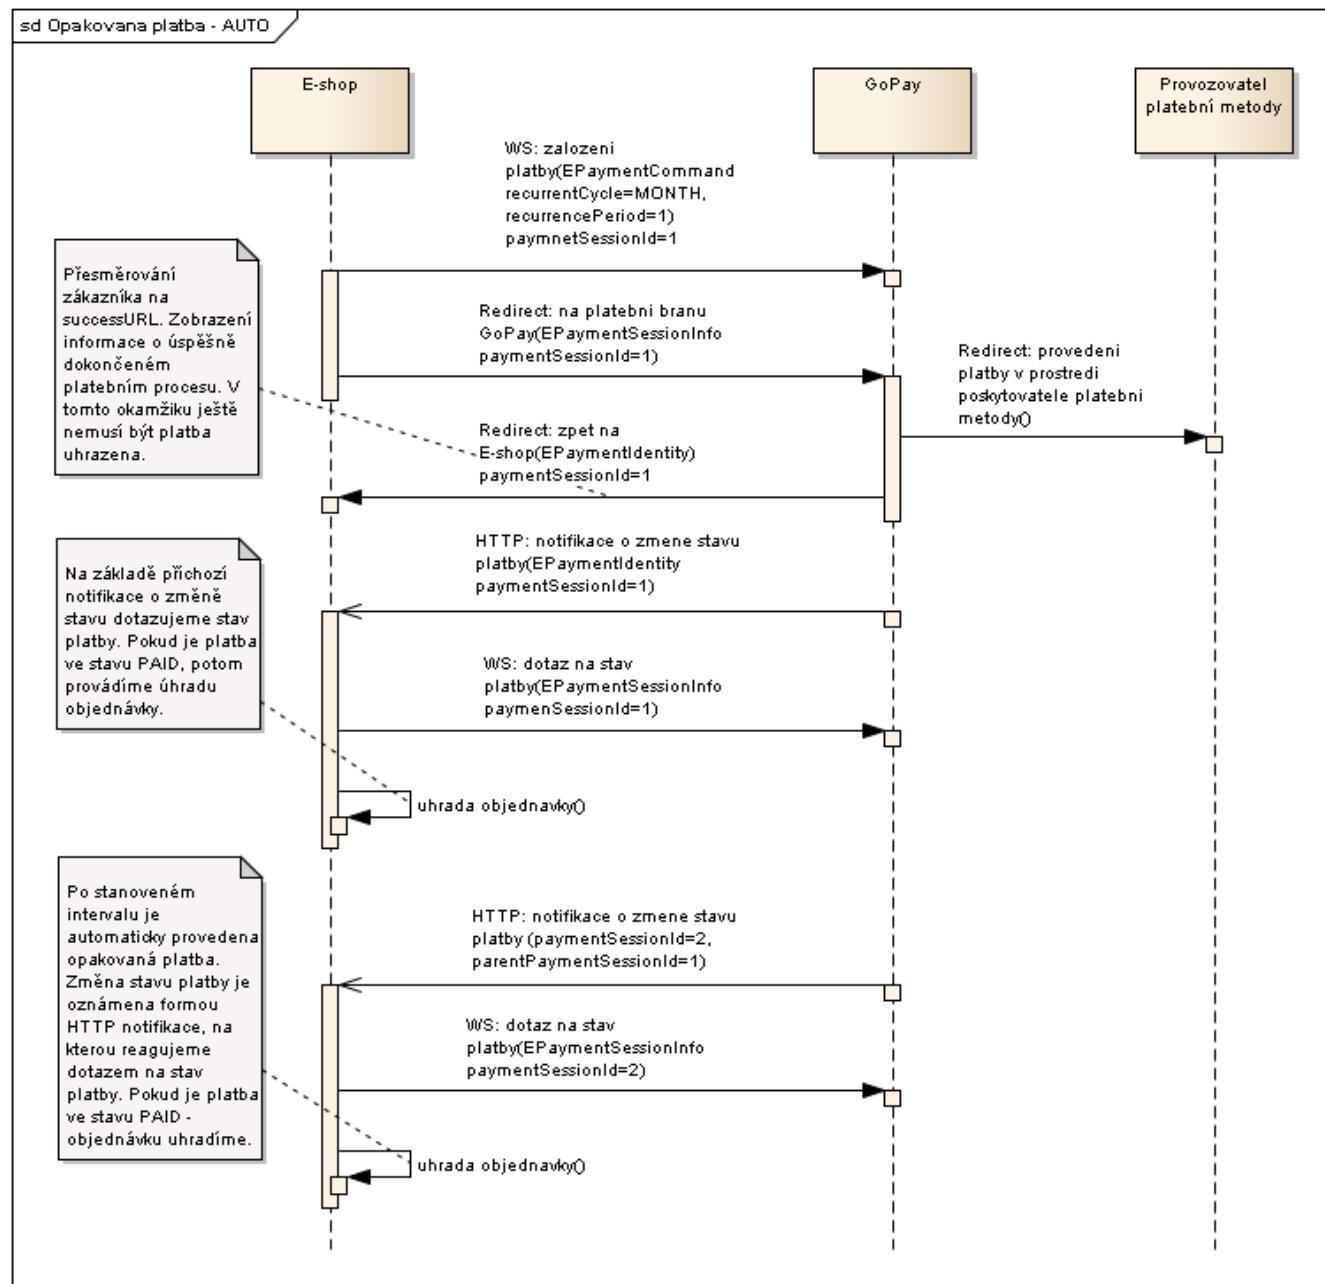 sd Opakovana platba - AUTO
E-shop
GoPay
Provozovatel
platební metody
WS: zalozeni
platby(EPaymentCommand
recurrentCycle=MONTH,
recurrencePeriod=1)
paymnetSessionId=1
Přesměrování
zákazníka na
successURL. Zobrazení
informace o úspěšně
dokončeném
platebním procesu. V
tomto okamžiku ještě
nemusí být platba
uhrazena.
Redirect: na platebni branu
GoPay(EPaymentSessionInfo
paymentSessionId=1)
Redirect: provedeni
platby v prostredi
poskytovatele platebni
metody()
Redirect: zpet na
E-shop(EPaymentIdentity)
paymentSessionId=1
HTTP: notifikace o zmene stavu
platby(EPaymentIdentity
paymentSessionId=1)
Na základě příchozí
notifikace o změně
stavu dotazujeme stav
platby. Pokud je platba
ve stavu PAID, potom
provádíme úhradu
objednávky.
WS: dotaz na stav
platby(EPaymentSessionInfo
paymenSessionId=1)
uhrada objednavky()
Po stanoveném
intervalu je
automaticky provedena
opakovaná platba.
Změna stavu platby je
oznámena formou
HTTP notifikace, na
kterou reagujeme
dotazem na stav
platby. Pokud je platba
ve stavu PAID -
objednávku uhradíme.
HTTP: notifikace o zmene stavu
platby (paymentSessionId=2,
parentPaymentSessionId=1)
WS: dotaz na stav
platby(EPaymentSessionInfo
paymentSessionId=2)
uhrada objednavky()